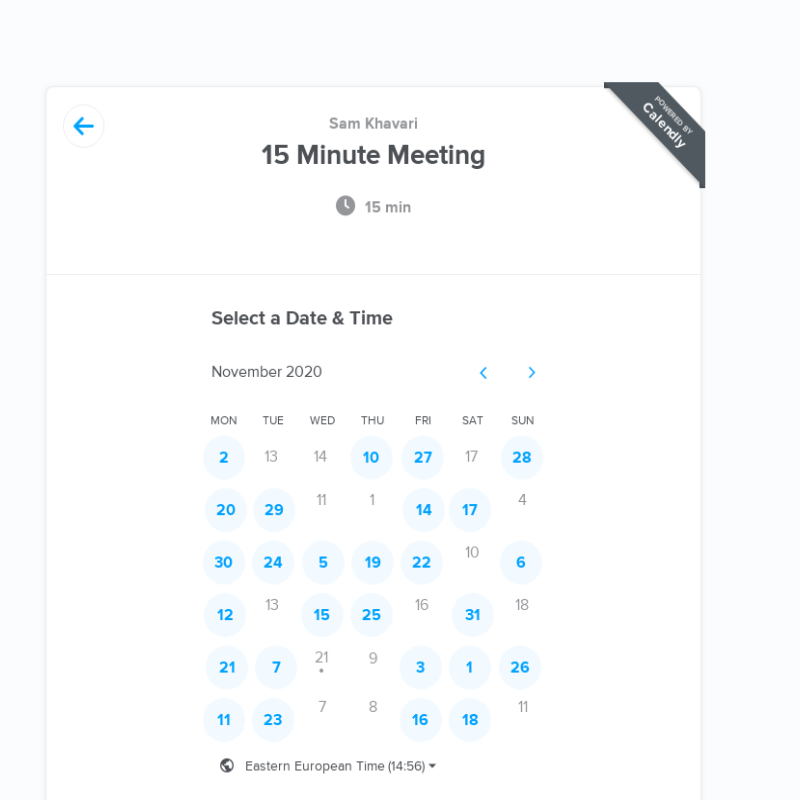 POWERED BY
Calendly
Sam Khavari
15 Minute Meeting
15 min
Select a Date & Time
November 2020
MON TUE WED THU FRI SAT SUN
2 13 14 10 27 17 28
20 29 11 1 14 17 4
30 24 5 19 22 10 6
12 13 15 25 16 31 18
21 7 21 9 3 1 26
11 23 7 8 16 18 11
Eastern European Time (14:56)